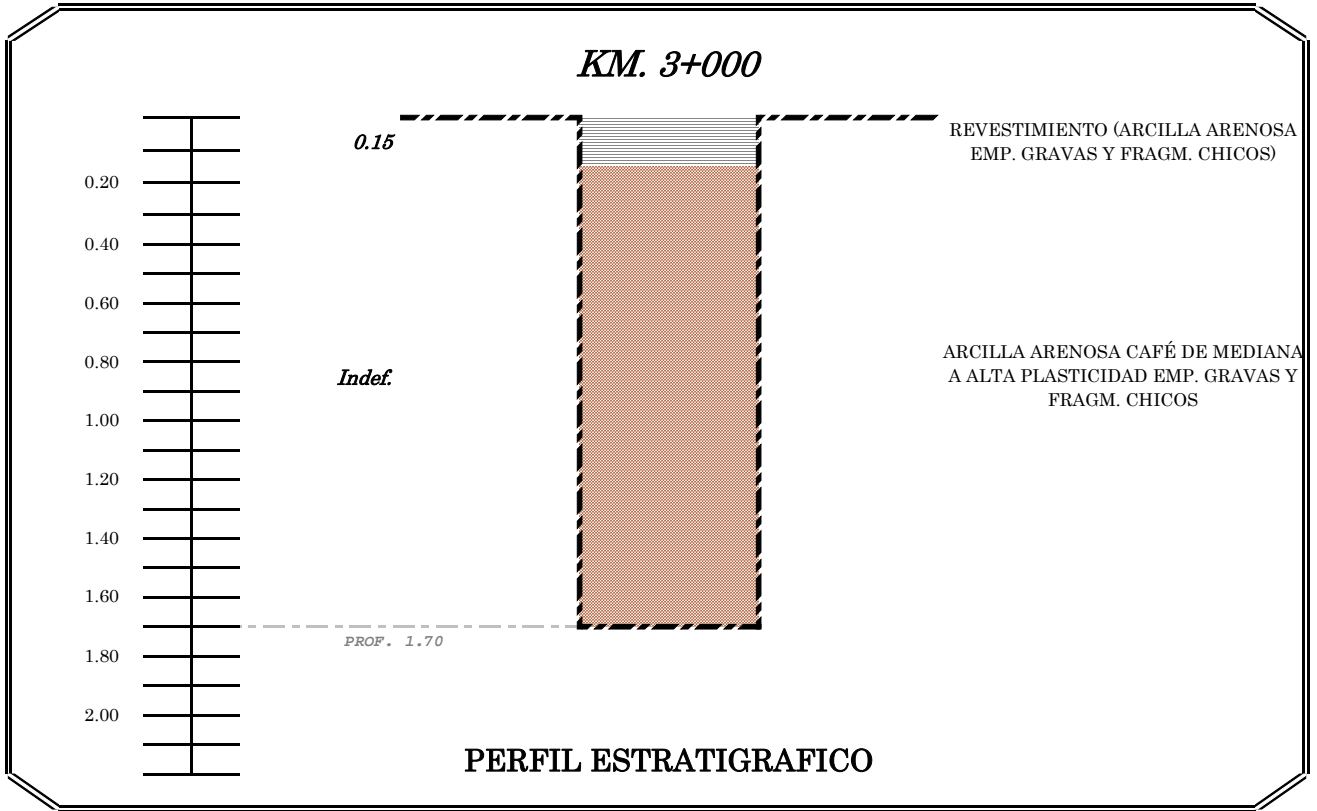 KM. 3+000
0.15
REVESTIMIENTO (ARCILLA ARENOSA
EMP. GRAVAS Y FRAGM. CHICOS)
0.20
0.40
0.60
0.80
Indef.
ARCILLA ARENOSA CAFÉ DE MEDIANA
A ALTA PLASTICIDAD EMP. GRAVAS Y
FRAGM. CHICOS
1.00
1.20
1.40
1.60
PROF. 1.70
1.80
2.00
PERFIL ESTRATIGRAFICO